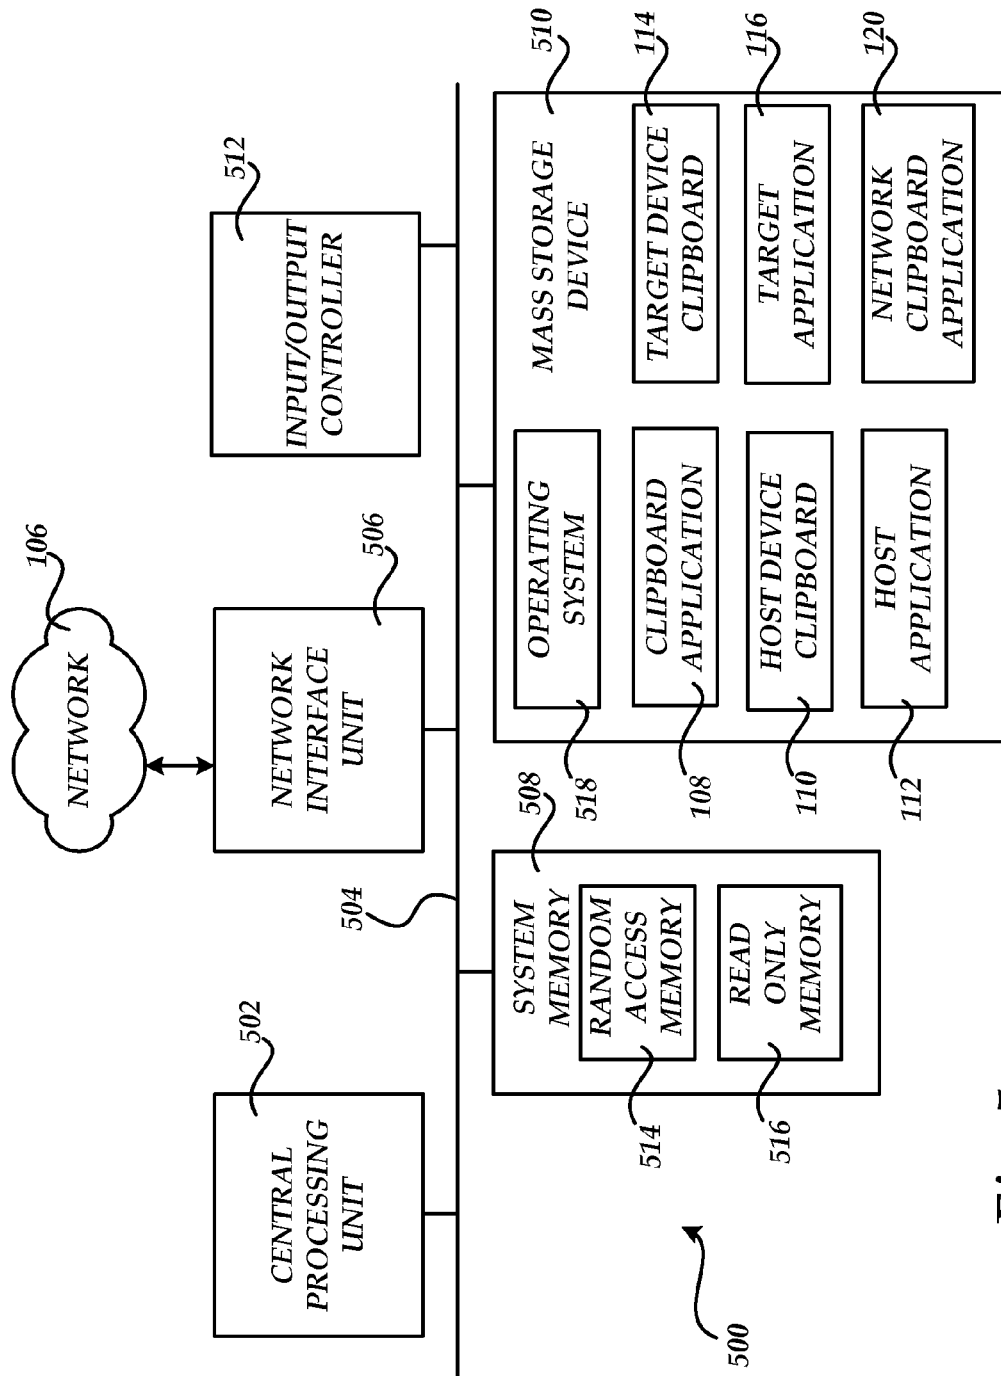 NETWORK
106
CENTRAL
PROCESSING
UNIT
502
NETWORK
INTERFACE
UNIT
506
INPUT/OUTPUT
CONTROLLER
512
504
SYSTEM
MEMORY
508
RANDOM
ACCESS
MEMORY
514
READ
ONLY
MEMORY
516
MASS STORAGE
DEVICE
510
OPERATING
SYSTEM
518
CLIPBOARD
APPLICATION
108
HOST DEVICE
CLIPBOARD
110
HOST
APPLICATION
112
TARGET DEVICE
CLIPBOARD
114
TARGET
APPLICATION
116
NETWORK
CLIPBOARD
APPLICATION
120
500